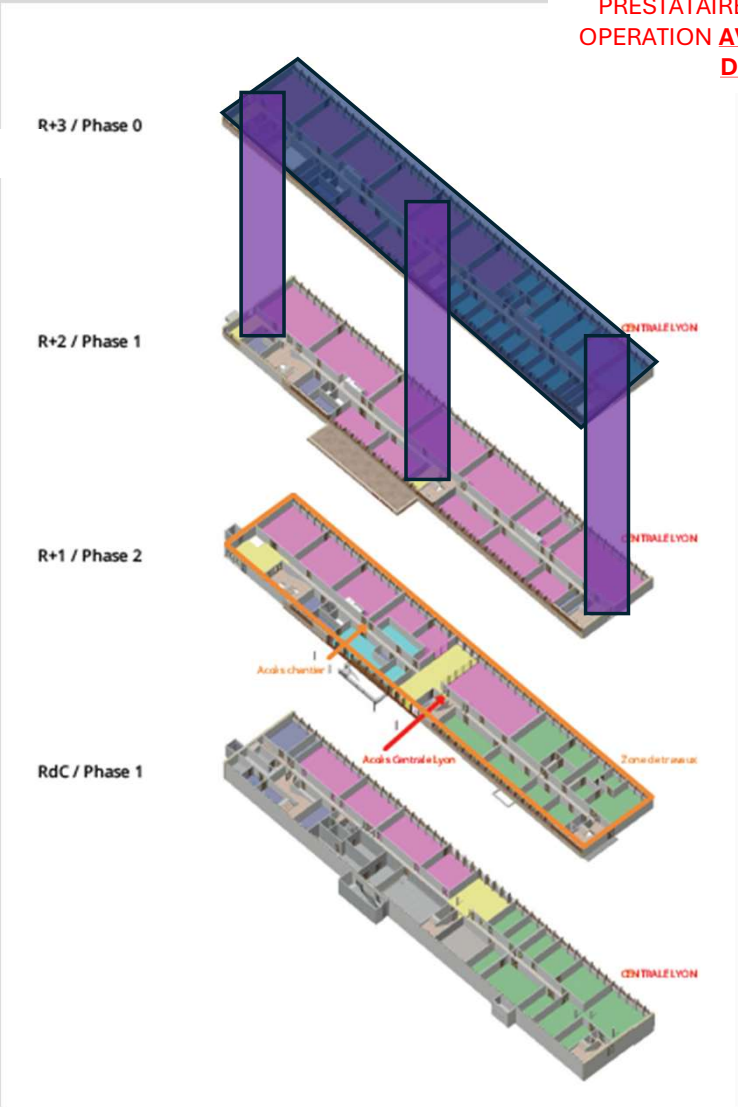 PRESTATAIRE
OPERATION AV
D
R+3 / Phase 0
CENTRALE LYON
R+2 / Phase 1
CENTRALE LYON
R+1 / Phase 2
Accès chantier
Accès Centrale Lyon
Zone de travaux
RdC / Phase 1
CENTRALE LYON